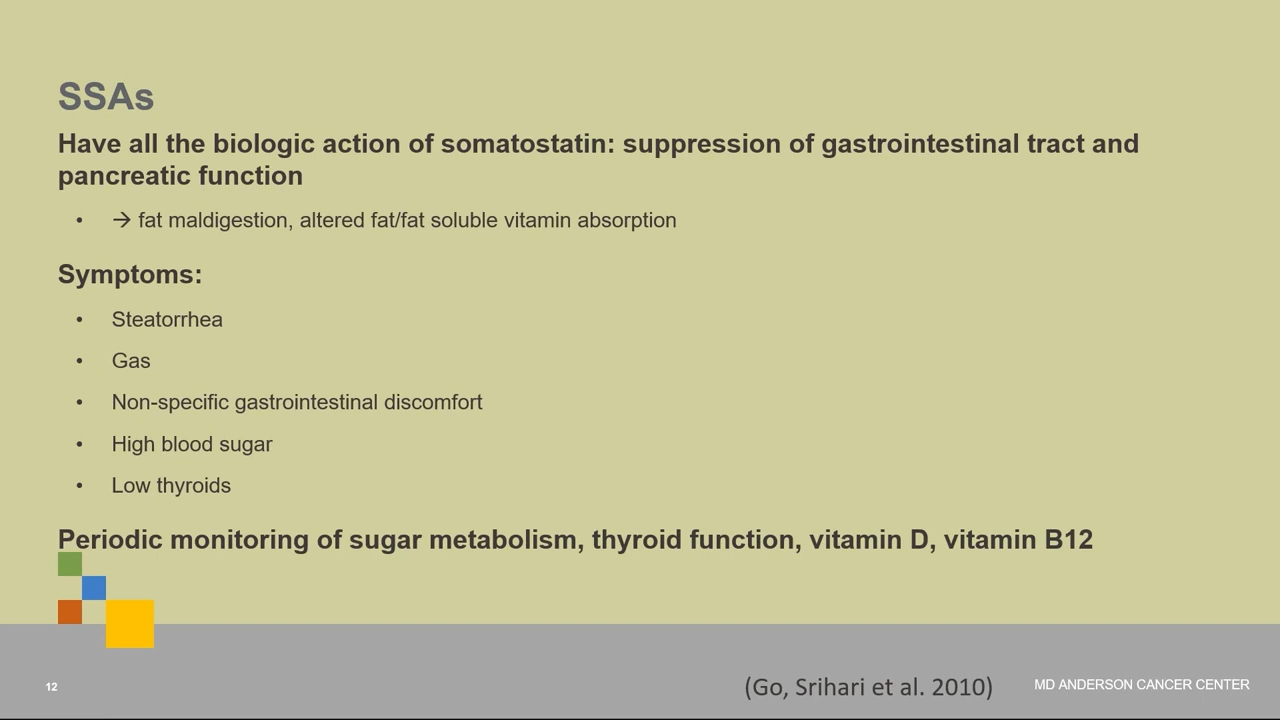 SSAs
Have all the biologic action of somatostatin: suppression of gastrointestinal tract and
pancreatic function
• → fat maldigestion, altered fat/fat soluble vitamin absorption
Symptoms:
• Steatorrhea
• Gas
• Non-specific gastrointestinal discomfort
• High blood sugar
• Low thyroids
Periodic monitoring of sugar metabolism, thyroid function, vitamin D, vitamin B12
12
(Go, Srihari et al. 2010)
MD ANDERSON CANCER CENTER